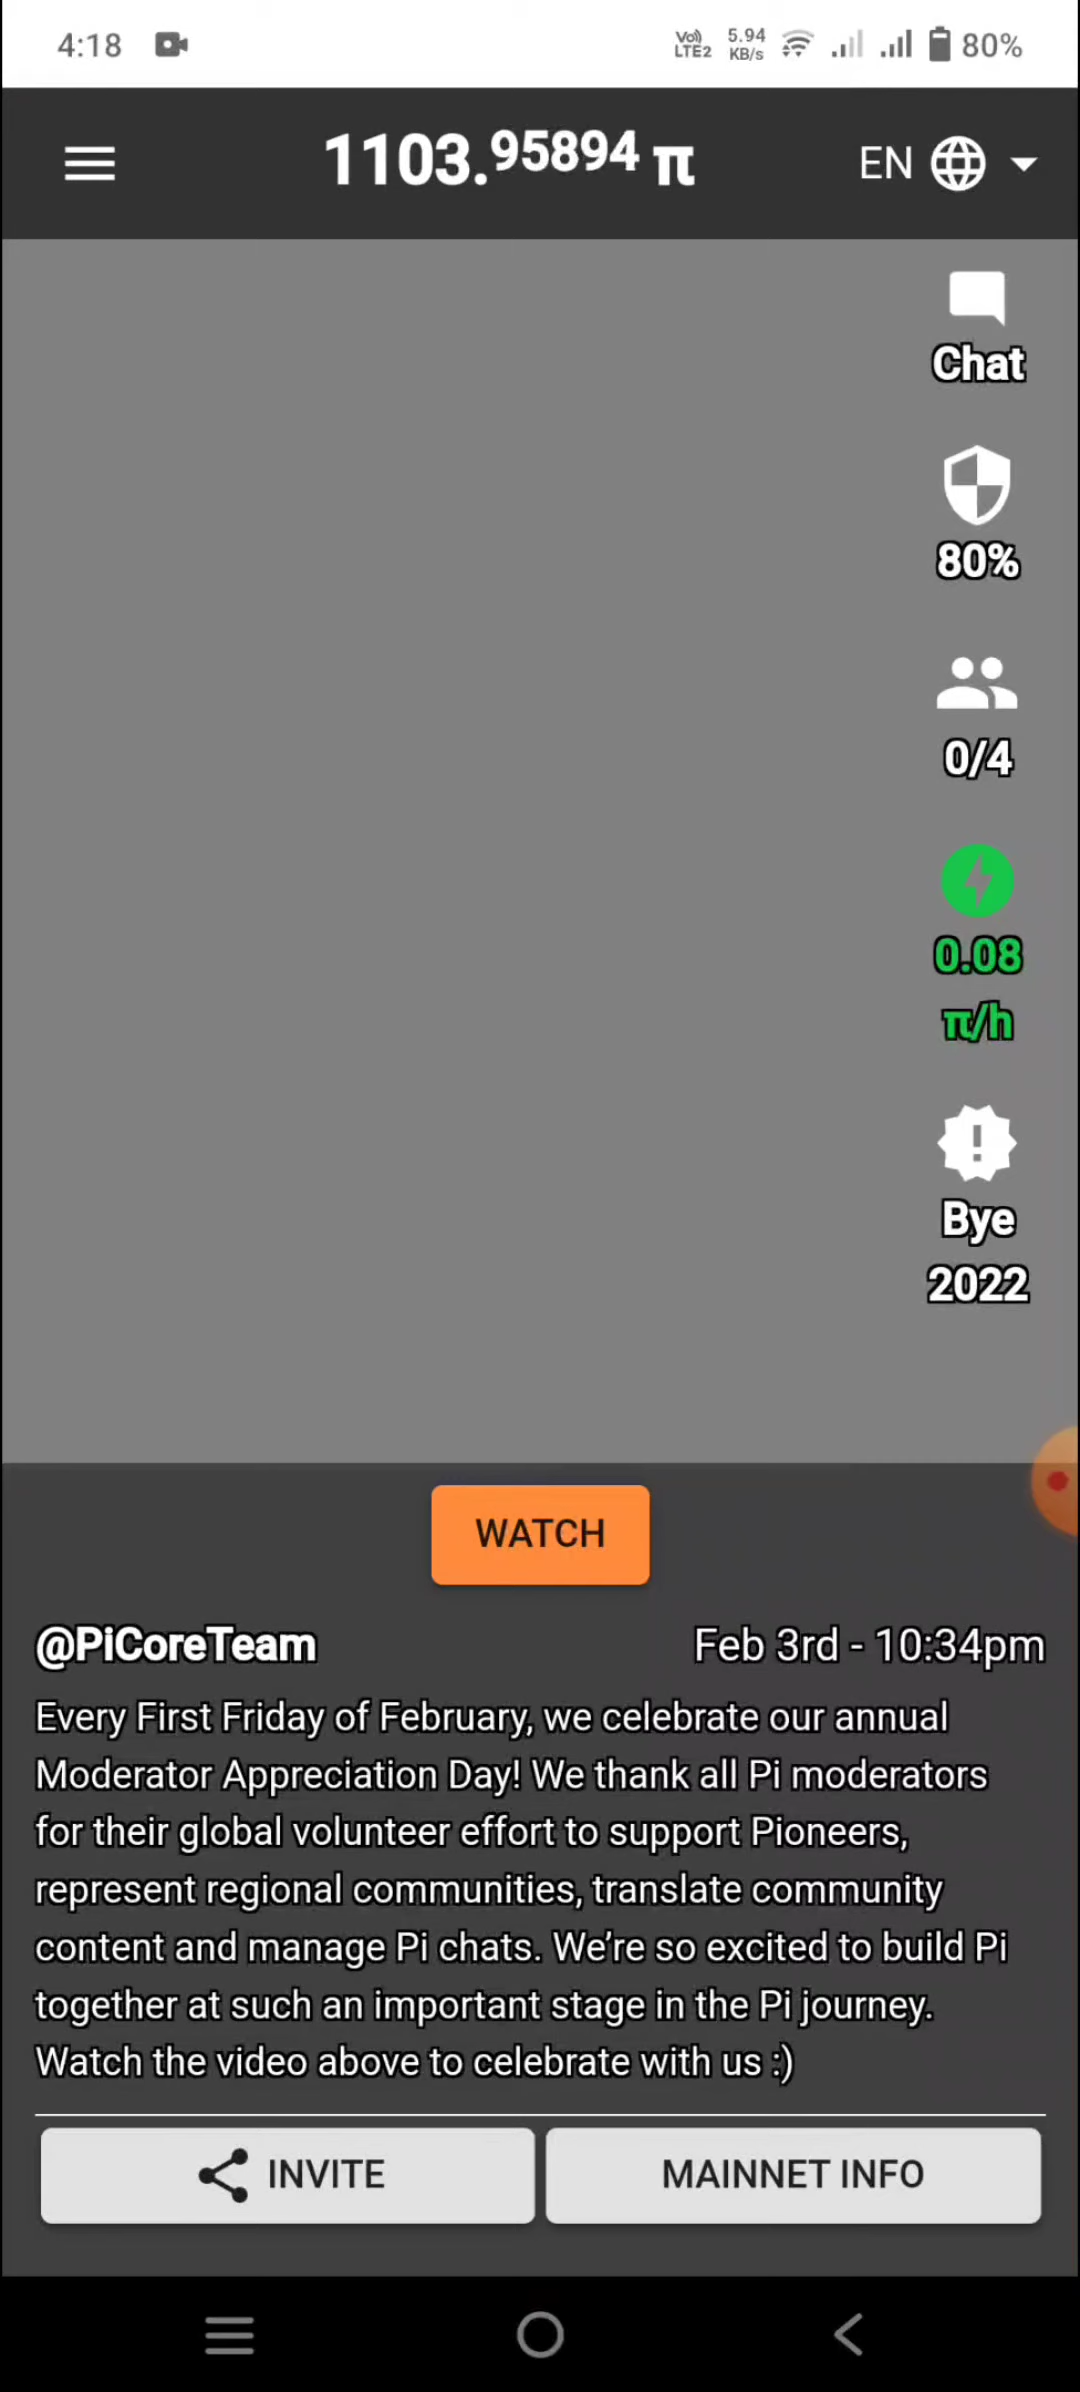 4:18 Vo) LTE2 5.94 KB/s 80%
1103.95894 π EN
Chat
80%
0/4
0.08
π/h
Bye
2022
WATCH
@PiCoreTeam Feb 3rd - 10:34pm
Every First Friday of February, we celebrate our annual
Moderator Appreciation Day! We thank all Pi moderators
for their global volunteer effort to support Pioneers,
represent regional communities, translate community
content and manage Pi chats. We’re so excited to build Pi
together at such an important stage in the Pi journey.
Watch the video above to celebrate with us :)
INVITE MAINNET INFO